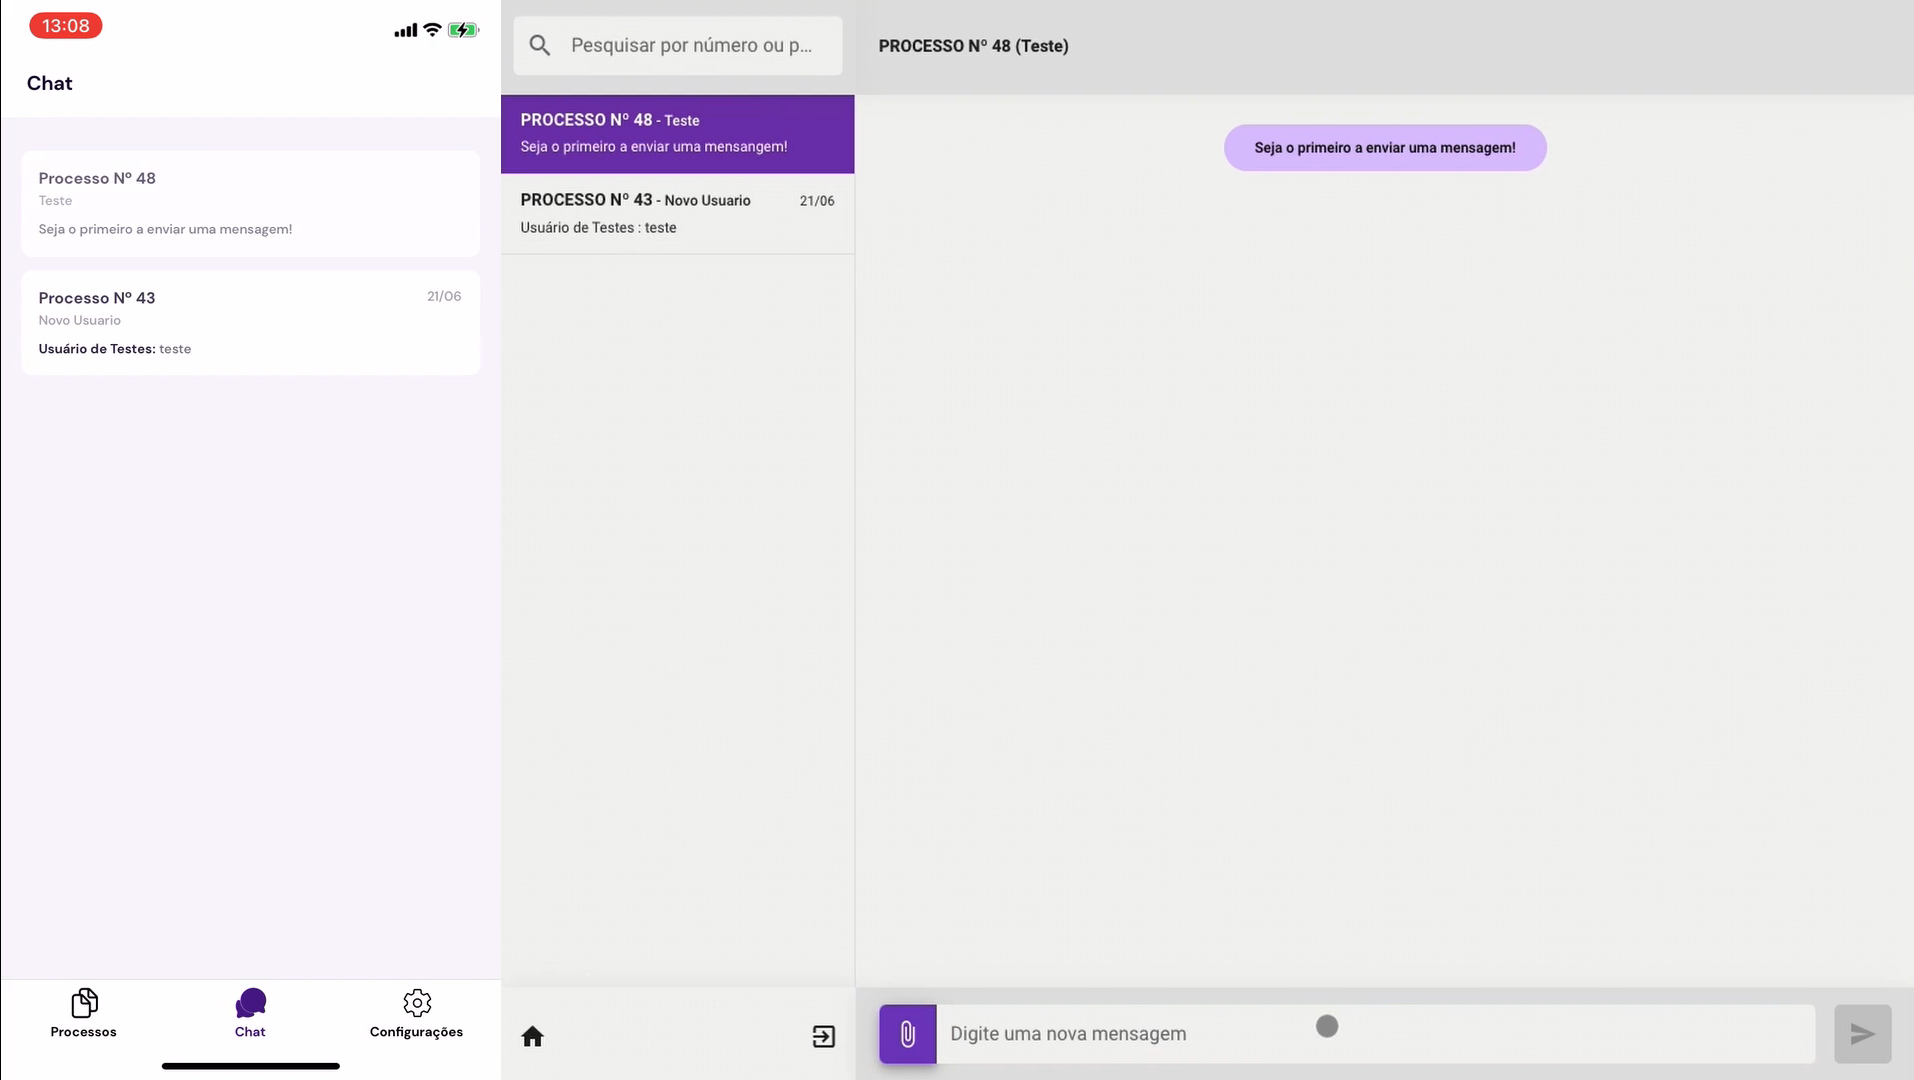 13:08
Chat
Processo Nº 48
Teste
Seja o primeiro a enviar uma mensagem!
Processo Nº 43
21/06
Novo Usuario
Usuário de Testes: teste
Processos
Chat
Configurações
Pesquisar por número ou p...
PROCESSO Nº 48 - Teste
Seja o primeiro a enviar uma mensangem!
PROCESSO Nº 43 - Novo Usuario
21/06
Usuário de Testes : teste
PROCESSO Nº 48 (Teste)
Seja o primeiro a enviar uma mensagem!
Digite uma nova mensagem